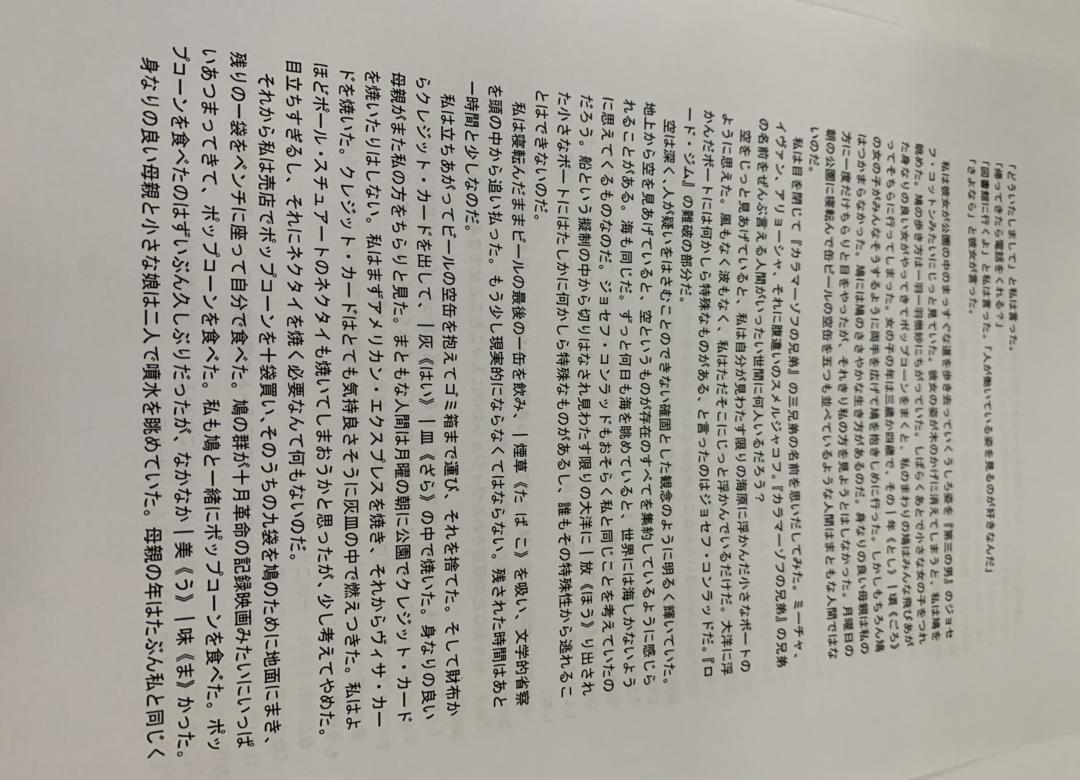 「どういたしまして」と私は言った。
「帰ってきたら電話をくれる?」
「図書館に行くよ」と私は言った。「人が働いている姿を見るのが好きなんだ」
「さよなら」と彼女が言った。
私は彼女が公園の中のまっすぐな道を歩き去っていくうしろ姿を『第三の男』のジョセ
フ・コットンみたいにじっと見ていた。彼女の姿が木のかげに消えてしまうと、私は鳩を
眺めた。鳩の歩き方は一羽一羽微妙にちがっていた。しばらくあとで小さな女の子をつれ
た身なりの良い女がやってきてポップコーンをまくと、私のまわりの鳩はみんな飛びあが
ってそちらに行ってしまった。女の子の年は三歳か四歳で、その|年《とし》|頃《ごろ》
の女の子がみんなそうするように両手を広げて鳩を抱きしめに行った。しかしもちろん鳩
はつかまらなかった。鳩には鳩のささやかな生き方があるのだ。身なりの良い母親は私の
方に一度だけちらりと目をやったが、それきり私の方を見ようとはしなかった。月曜日の
朝の公園に寝転んで缶ビールの空缶を五つも並べているような人間はまともな人間ではな
いのだ。
私は目を閉じて『カラマーゾフの兄弟』の三兄弟の名前を思いだしてみた。ミーチャ、
イヴァン、アリョーシャ、それに腹違いのスメルジャコフ。『カラマーゾフの兄弟』の兄弟
の名前をぜんぶ言える人間がいったい世間に何人いるだろう?
空をじっと見あげていると、私は自分が見わたす限りの海原に浮かんだ小さなボートの
ように思えた。風もなく波もなく、私はただそこにじっと浮かんでいるだけだ。大洋に浮
かんだボートには何かしら特殊なものがある、と言ったのはジョセフ・コンラッドだ。『ロ
ード・ジム』の難破の部分だ。
空は深く、人が疑いをはさむことのできない確固とした観念のように明るく輝いていた。
地上から空を見あげていると、空というものが存在のすべてを集約しているように感じら
れることがある。海も同じだ。ずっと何日も海を眺めていると、世界には海しかないよう
に思えてくるものなのだ。ジョセフ・コンラッドもおそらく私と同じことを考えていたの
だろう。船という擬制の中から切りはなされ見わたす限りの大洋に|放《ほう》り出され
た小さなボートにはたしかに何かしら特殊なものがあるし、誰もその特殊性から逃れるこ
とはできないのだ。
私は寝転んだままビールの最後の一缶を飲み、|煙草《たばこ》を吸い、文学的省察
を頭の中から追い払った。もう少し現実的にならなくてはならない。残された時間はあと
一時間と少しなのだ。
私は立ちあがってビールの空缶を抱えてゴミ箱まで運び、それを捨てた。そして財布か
らクレジット・カードを出して、|灰《はい》|皿《ざら》の中で焼いた。身なりの良い
母親がまた私の方をちらりと見た。まともな人間は月曜の朝に公園でクレジット・カード
を焼いたりはしない。私はまずアメリカン・エクスプレスを焼き、それからヴィサ・カー
ドを焼いた。クレジット・カードはとても気持良さそうに灰皿の中で燃えつきた。私はよ
ほどポール・スチュアートのネクタイも焼いてしまおうかと思ったが、少し考えてやめた。
目立ちすぎるし、それにネクタイを焼く必要なんて何もないのだ。
それから私は売店でポップコーンを十袋買い、そのうちの九袋を鳩のために地面にまき、
残りの一袋をベンチに座って自分で食べた。鳩の群が十月革命の記録映画みたいにいっぱ
いあつまってきて、ポップコーンを食べた。私も鳩と一緒にポップコーンを食べた。ポッ
プコーンを食べたのはずいぶん久しぶりだったが、なかなか|美《う》|味《ま》かった。
身なりの良い母親と小さな娘は二人で噴水を眺めていた。母親の年はたぶん私と同じく